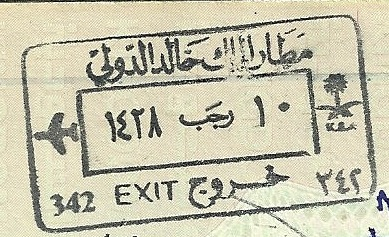 مطار الملك خالد الدولي
١٠ رجب ١٤٢٨
342 EXIT خروج ٣٤٢